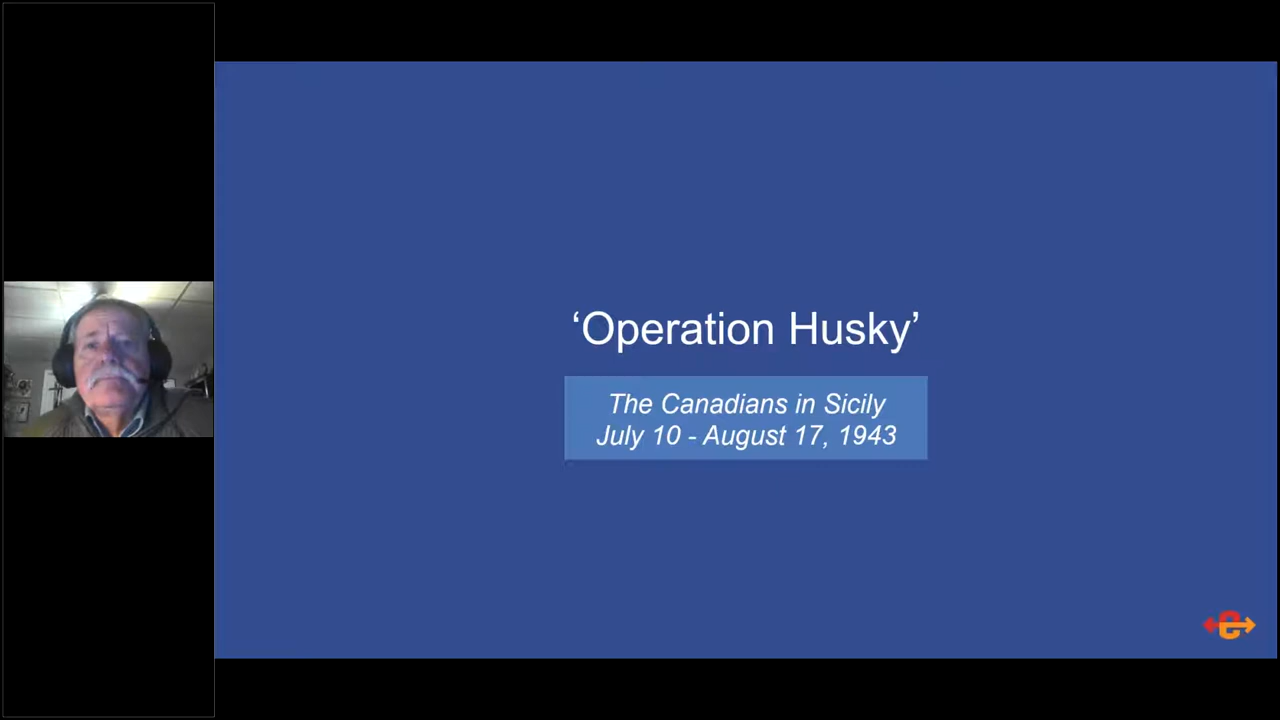 ‘Operation Husky’
The Canadians in Sicily
July 10 - August 17, 1943